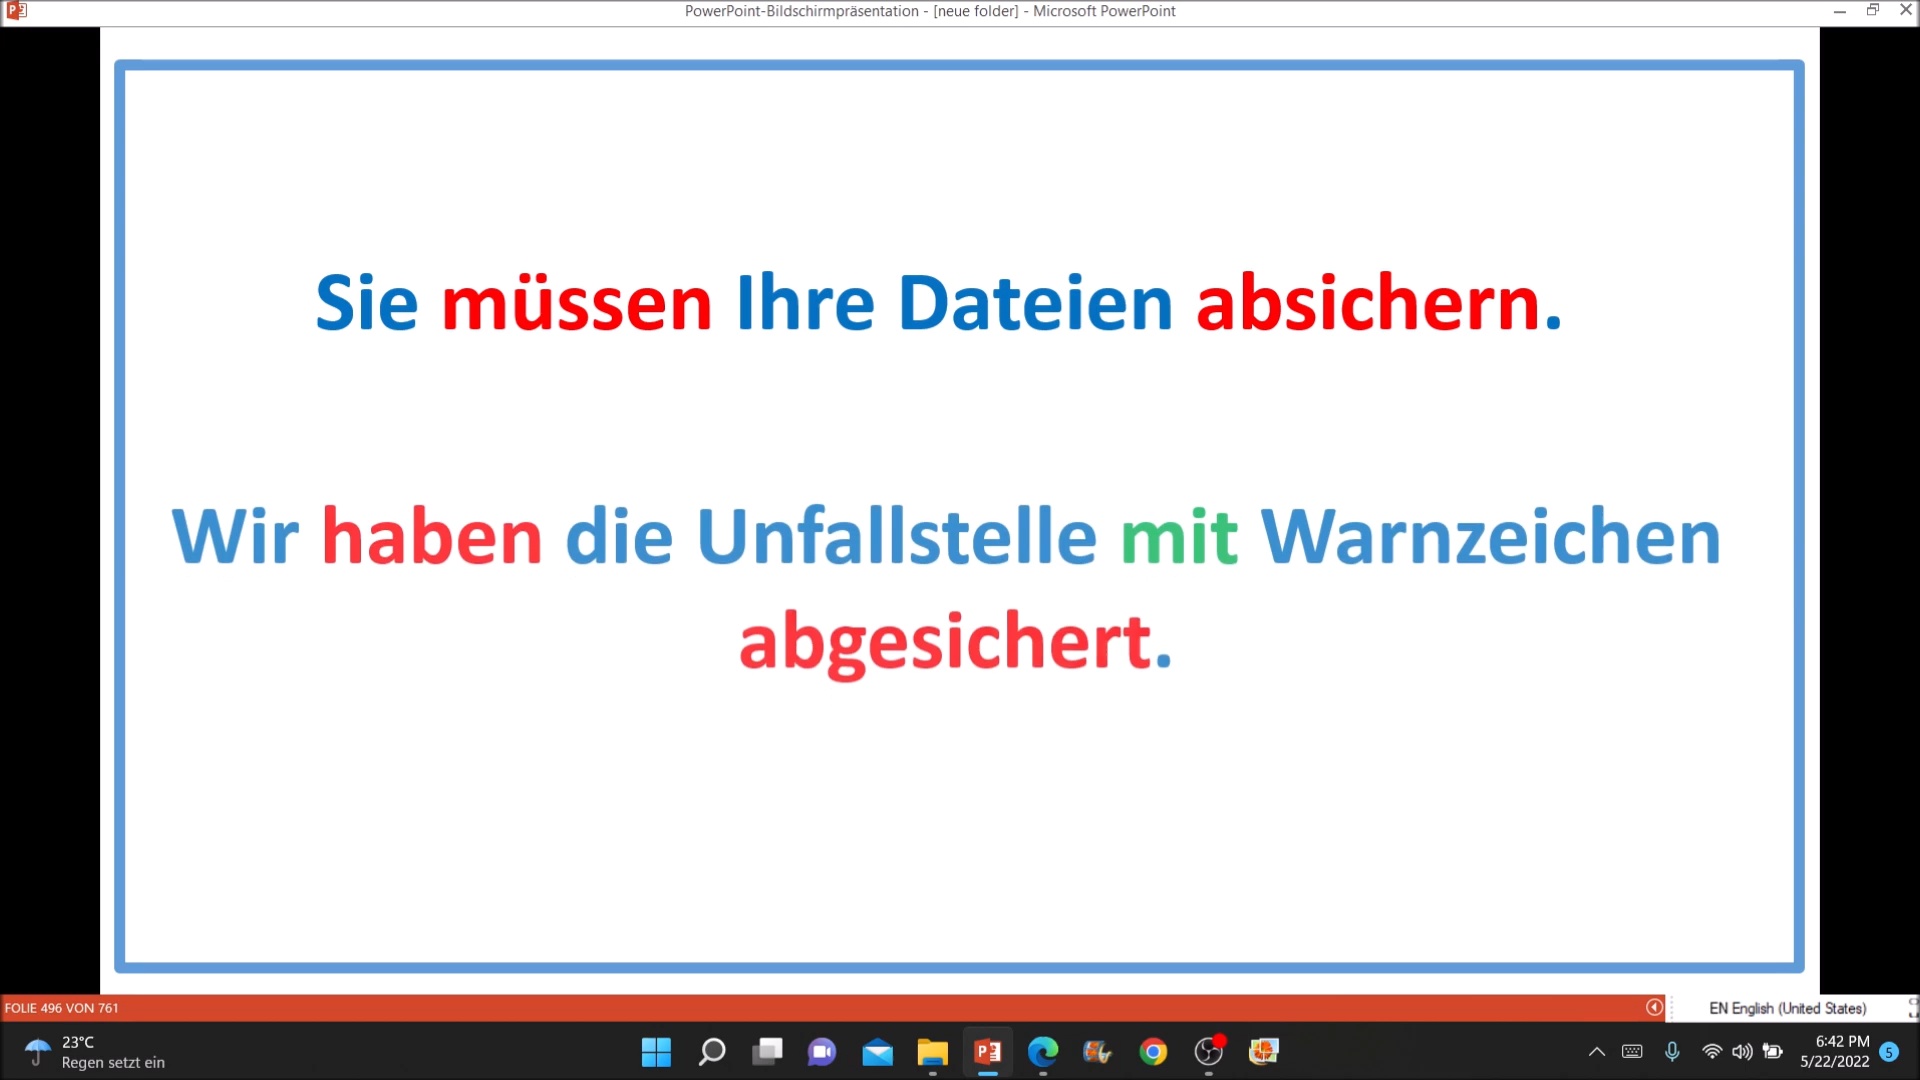 PowerPoint-Bildschirmpräsentation - [neue folder] - Microsoft PowerPoint
Sie müssen Ihre Dateien absichern.
Wir haben die Unfallstelle mit Warnzeichen
abgesichert.
FOLIE 496 VON 761
EN English (United States)
23°C
Regen setzt ein
6:42 PM
5/22/2022
5